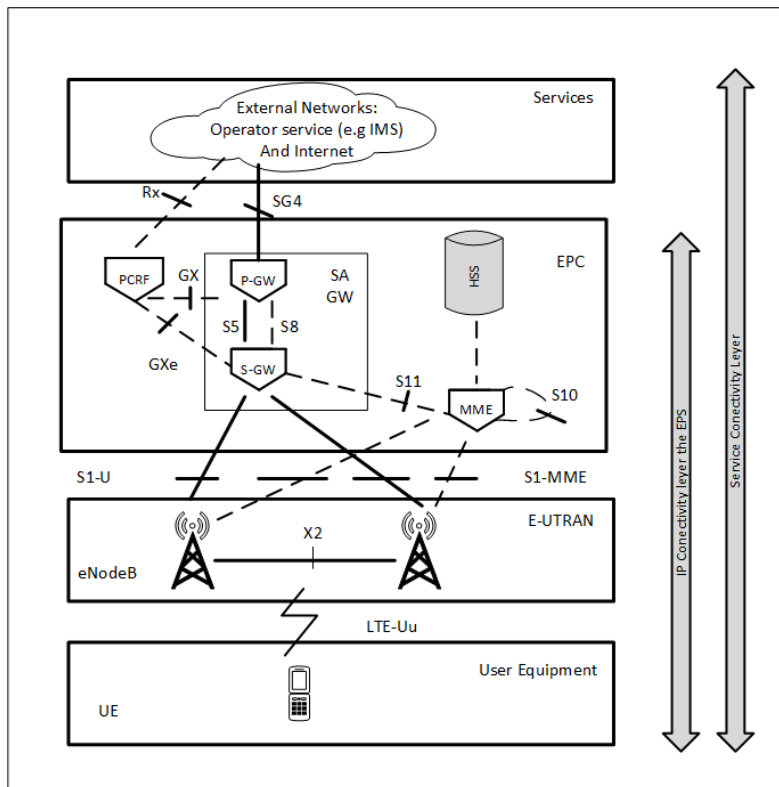 Services
External Networks:
Operator service (e.g IMS)
And Internet
Rx
SG4
EPC
SA
GW
PCRF
GX
P-GW
HSS
S5
S8
GXe
S-GW
S11
S10
MME
S1-U
S1-MME
E-UTRAN
X2
eNodeB
LTE-Uu
User Equipment
UE
IP Conectivity leyer the EPS
Service Conectivity Leyer